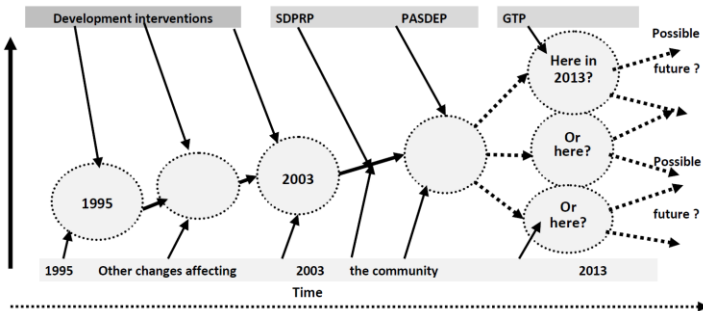 Development interventions
SDPRP
PASDEP
GTP
Possible
future ?
Here in
2013?
Or
here?
Possible
future ?
Or
here?
1995
2003
1995
Other changes affecting
2003
the community
2013
Time